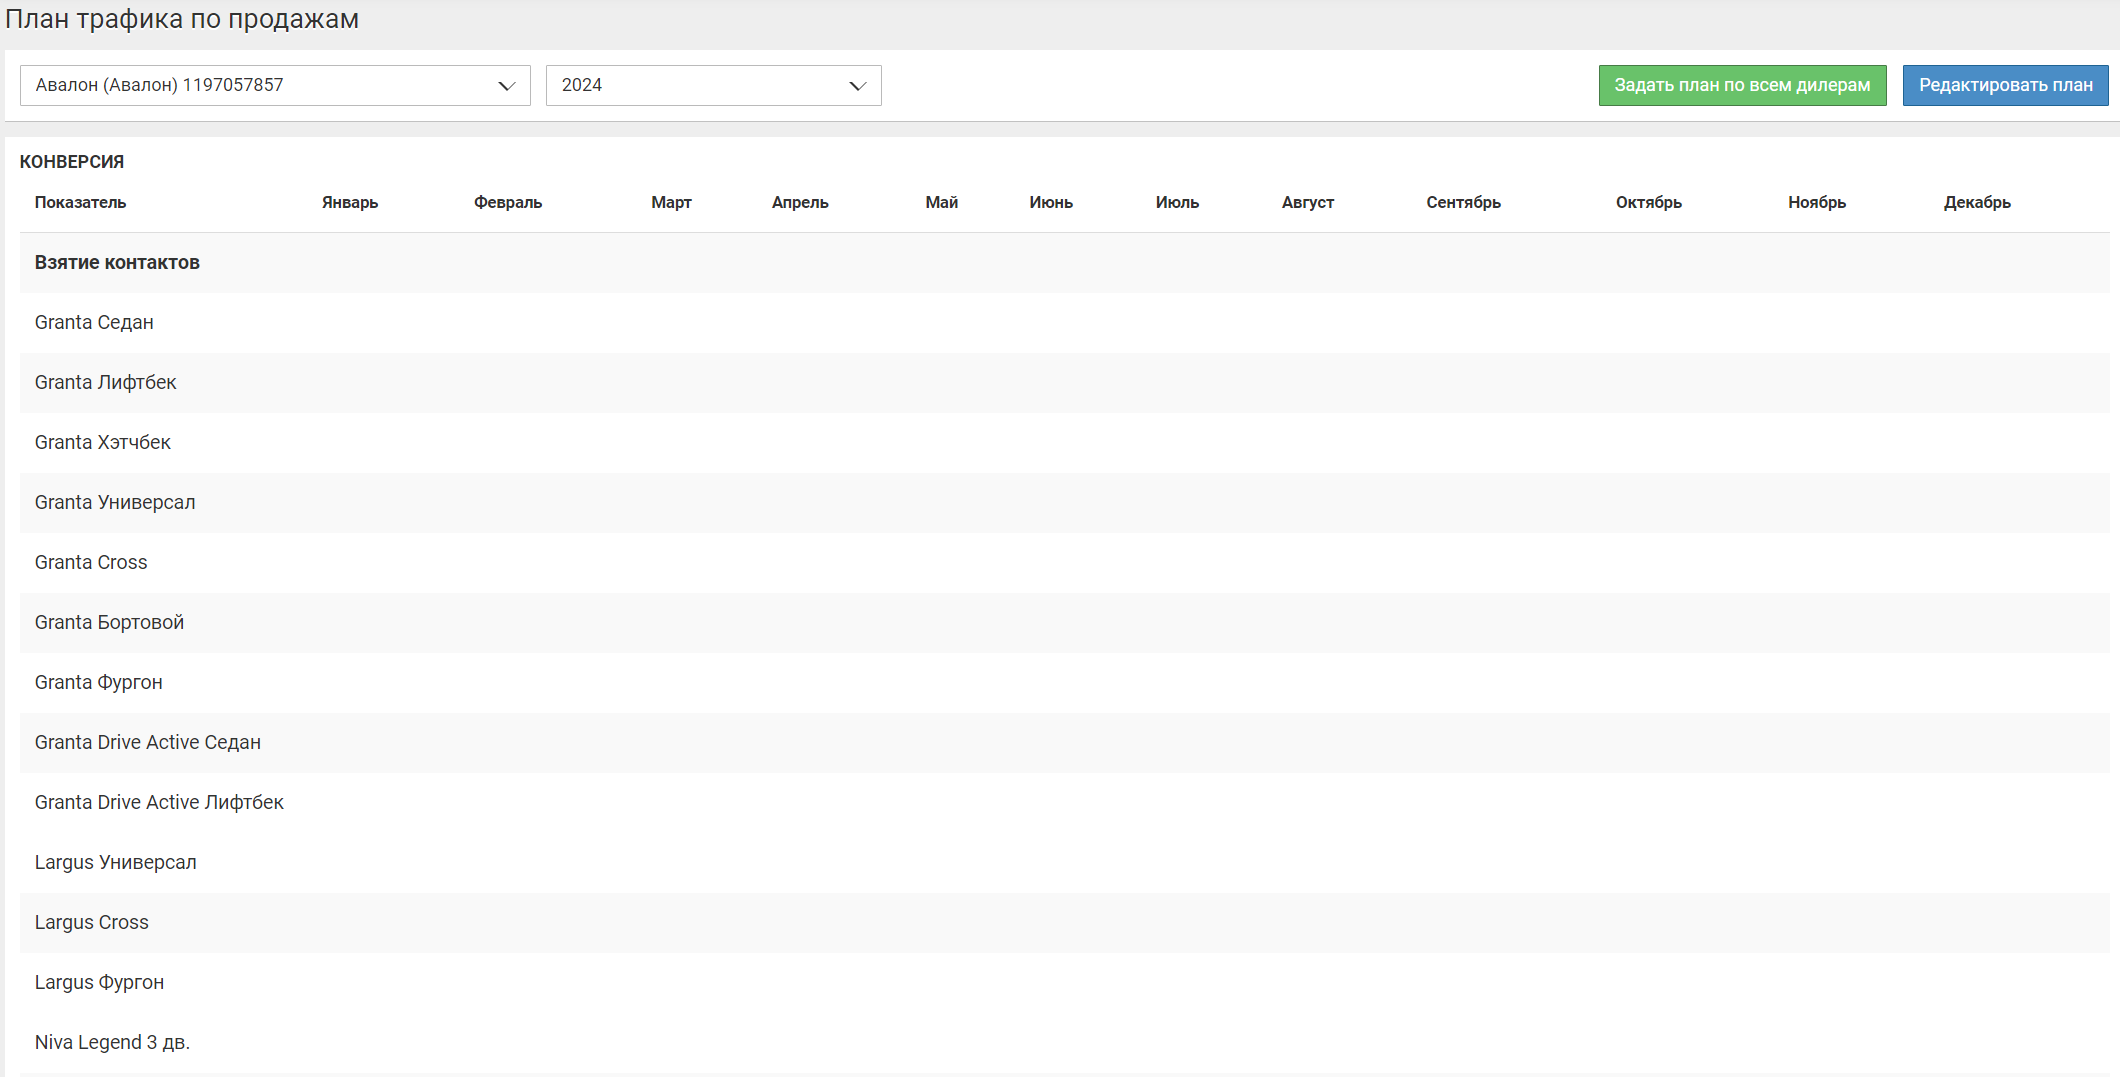 План трафика по продажам
Авалон (Авалон) 1197057857 2024 Задать план по всем дилерам Редактировать план
КОНВЕРСИЯ
Показатель Январь Февраль Март Апрель Май Июнь Июль Август Сентябрь Октябрь Ноябрь Декабрь
Взятие контактов
Granta Седан
Granta Лифтбек
Granta Хэтчбек
Granta Универсал
Granta Cross
Granta Бортовой
Granta Фургон
Granta Drive Active Седан
Granta Drive Active Лифтбек
Largus Универсал
Largus Cross
Largus Фургон
Niva Legend 3 дв.